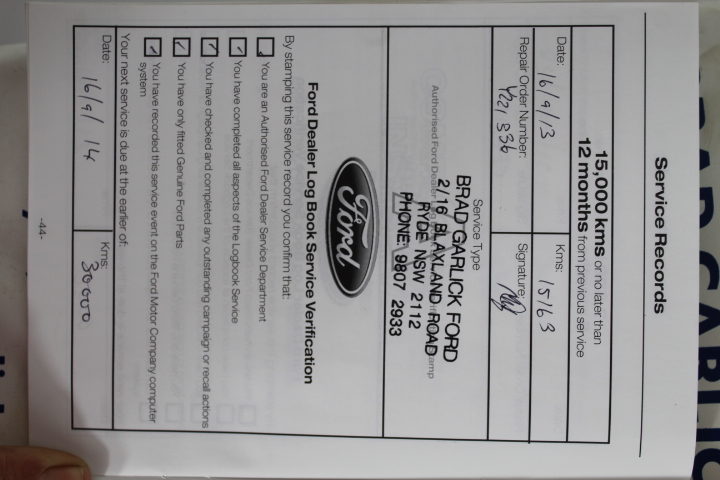 Service Records
15,000 kms or no later than
12 months from previous service
Date: 16/9/13 Kms: 15163
Repair Order Number: Signature:
Service Type
BRAD GARLICK FORD
2/16 BLAXLAND ROAD
RYDE NSW 2112
PHONE: 9807 2933
Authorised Ford Dealer amp
Ford
Ford Dealer Log Book Service Verification
By stamping this service record you confirm that:
You are an Authorised Ford Dealer Service Department
You have completed all aspects of the Logbook Service
You have checked and completed any outstanding campaign or recall actions
You have only fitted Genuine Ford Parts
You have recorded this service event on the Ford Motor Company computer
system
Your next service is due at the earlier of:
Date: 16/9/14 Kms: 30000
-44-